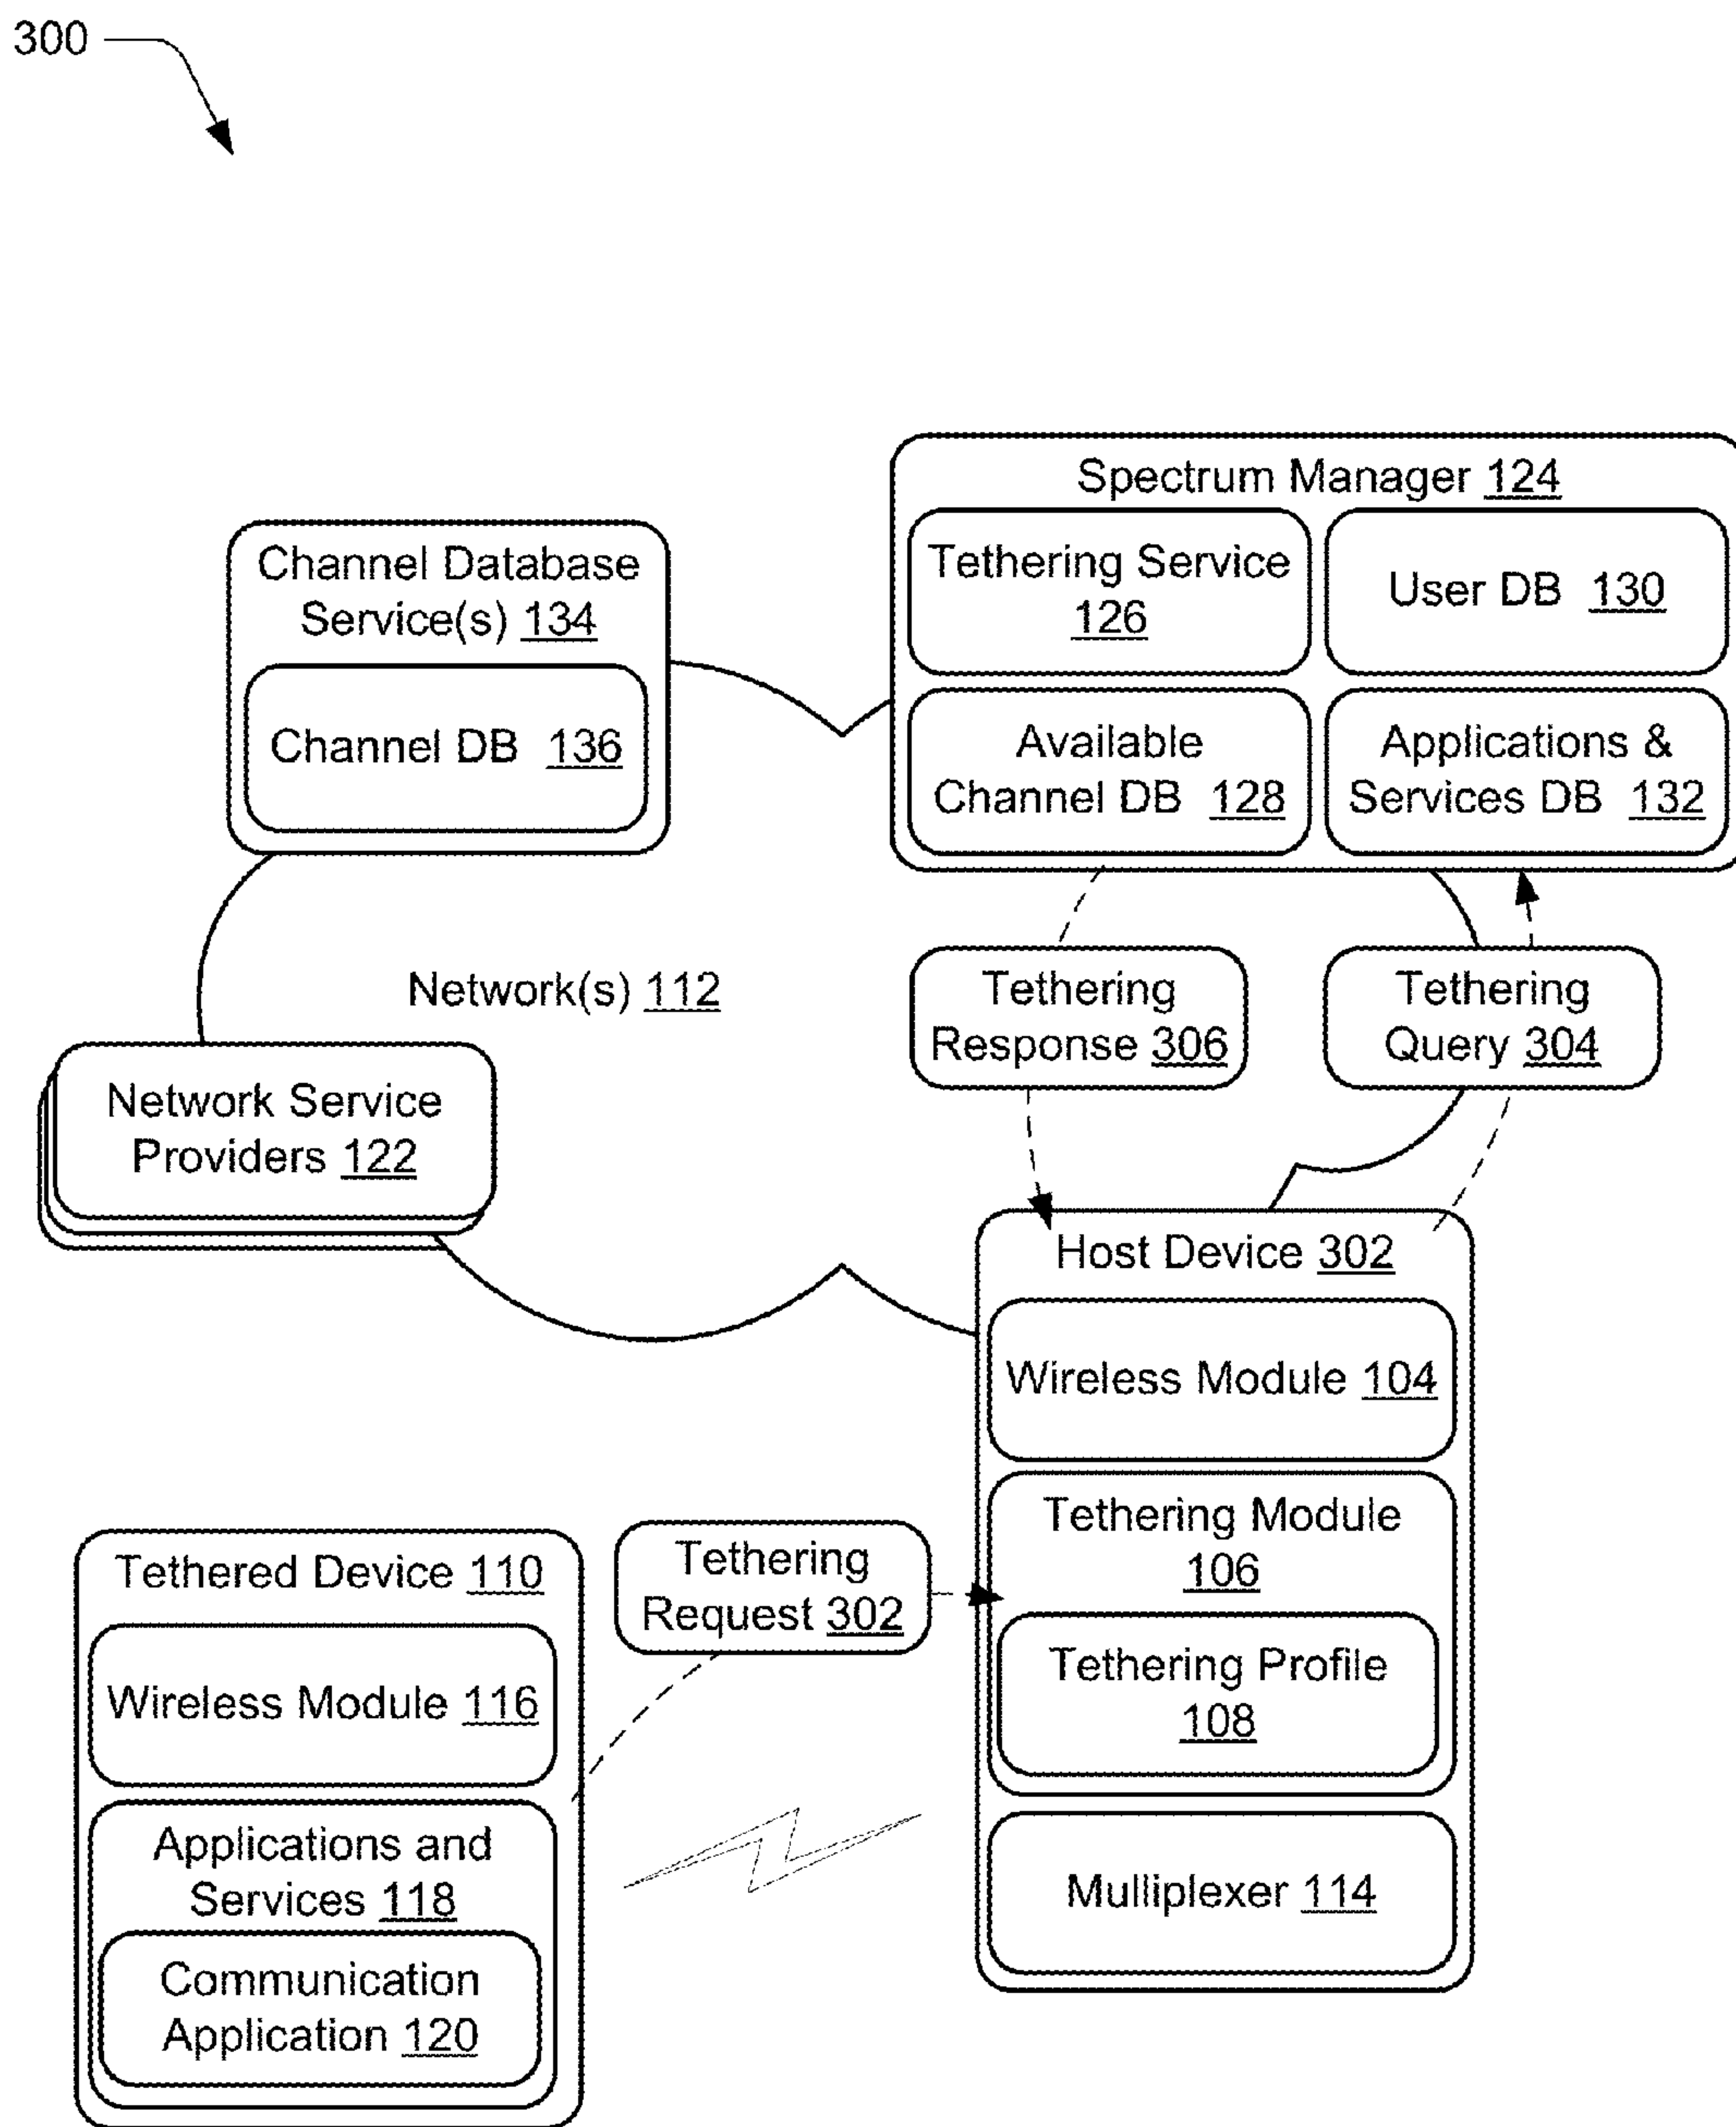 300
Spectrum Manager 124
Tethering Service
126
User DB 130
Available
Channel DB 128
Applications &
Services DB 132
Channel Database
Service(s) 134
Channel DB 136
Network(s) 112
Tethering
Response 306
Tethering
Query 304
Network Service
Providers 122
Host Device 302
Wireless Module 104
Tethering Module
106
Tethering Profile
108
Mulliplexer 114
Tethering
Request 302
Tethered Device 110
Wireless Module 116
Applications and
Services 118
Communication
Application 120